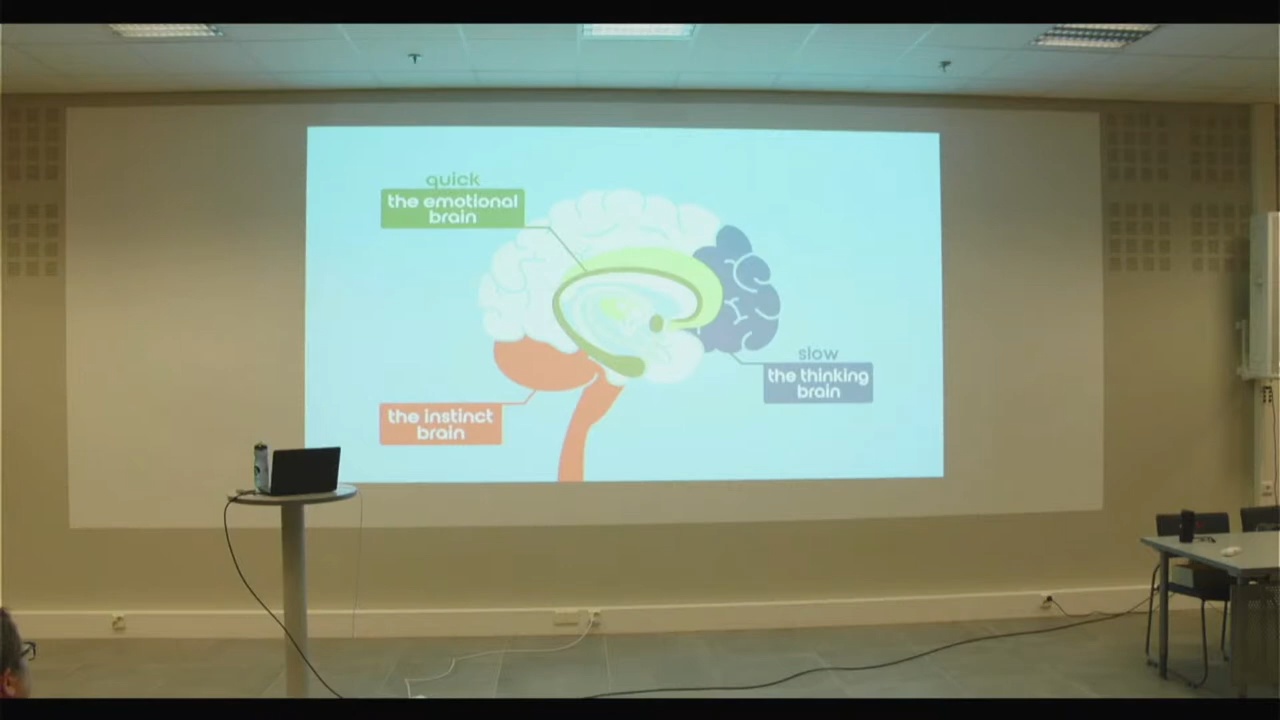 quick
the emotional
brain
slow
the thinking
brain
the instinct
brain